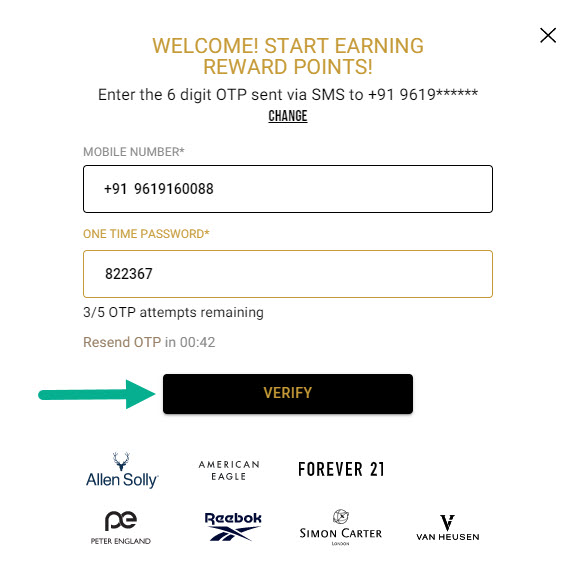 WELCOME! START EARNING
REWARD POINTS!
Enter the 6 digit OTP sent via SMS to +91 9619******
CHANGE
MOBILE NUMBER*
+91 9619160088
ONE TIME PASSWORD*
822367
3/5 OTP attempts remaining
Resend OTP in 00:42
VERIFY
Allen Solly
AMERICAN
EAGLE
FOREVER 21
pe
PETER ENGLAND
Reebok
SIMON CARTER
LONDON
V
VAN HEUSEN